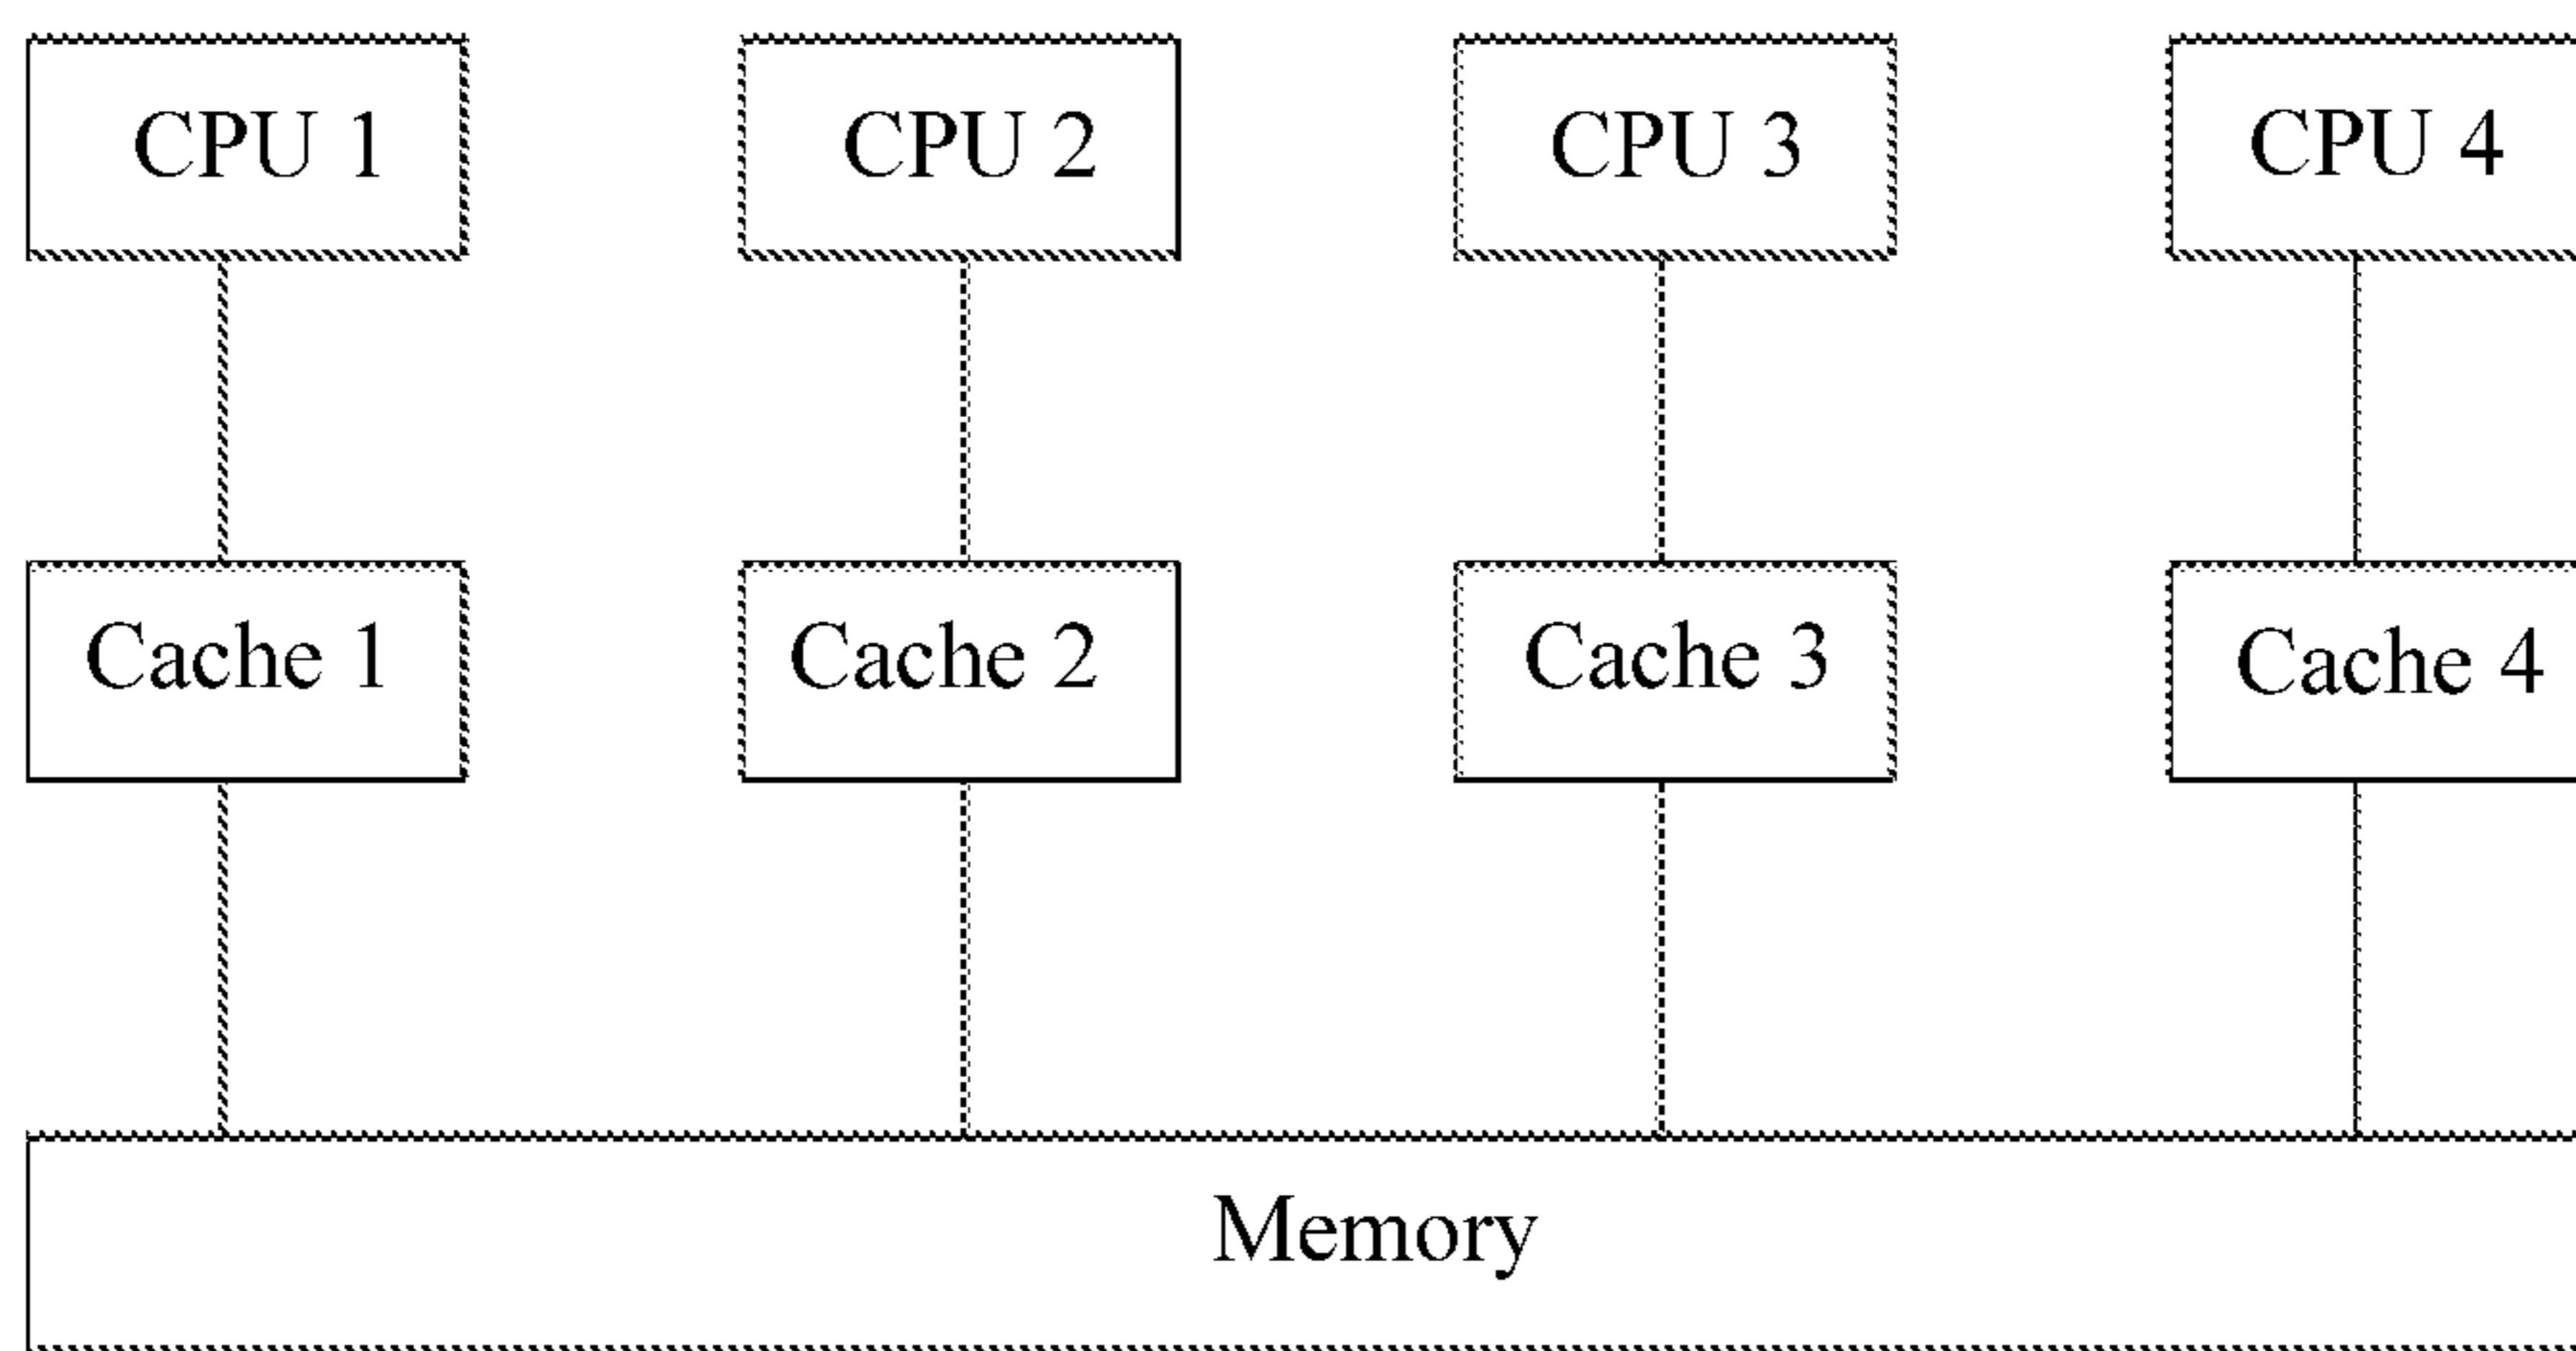 CPU 1
CPU 2
CPU 3
CPU 4
Cache 1
Cache 2
Cache 3
Cache 4
Memory